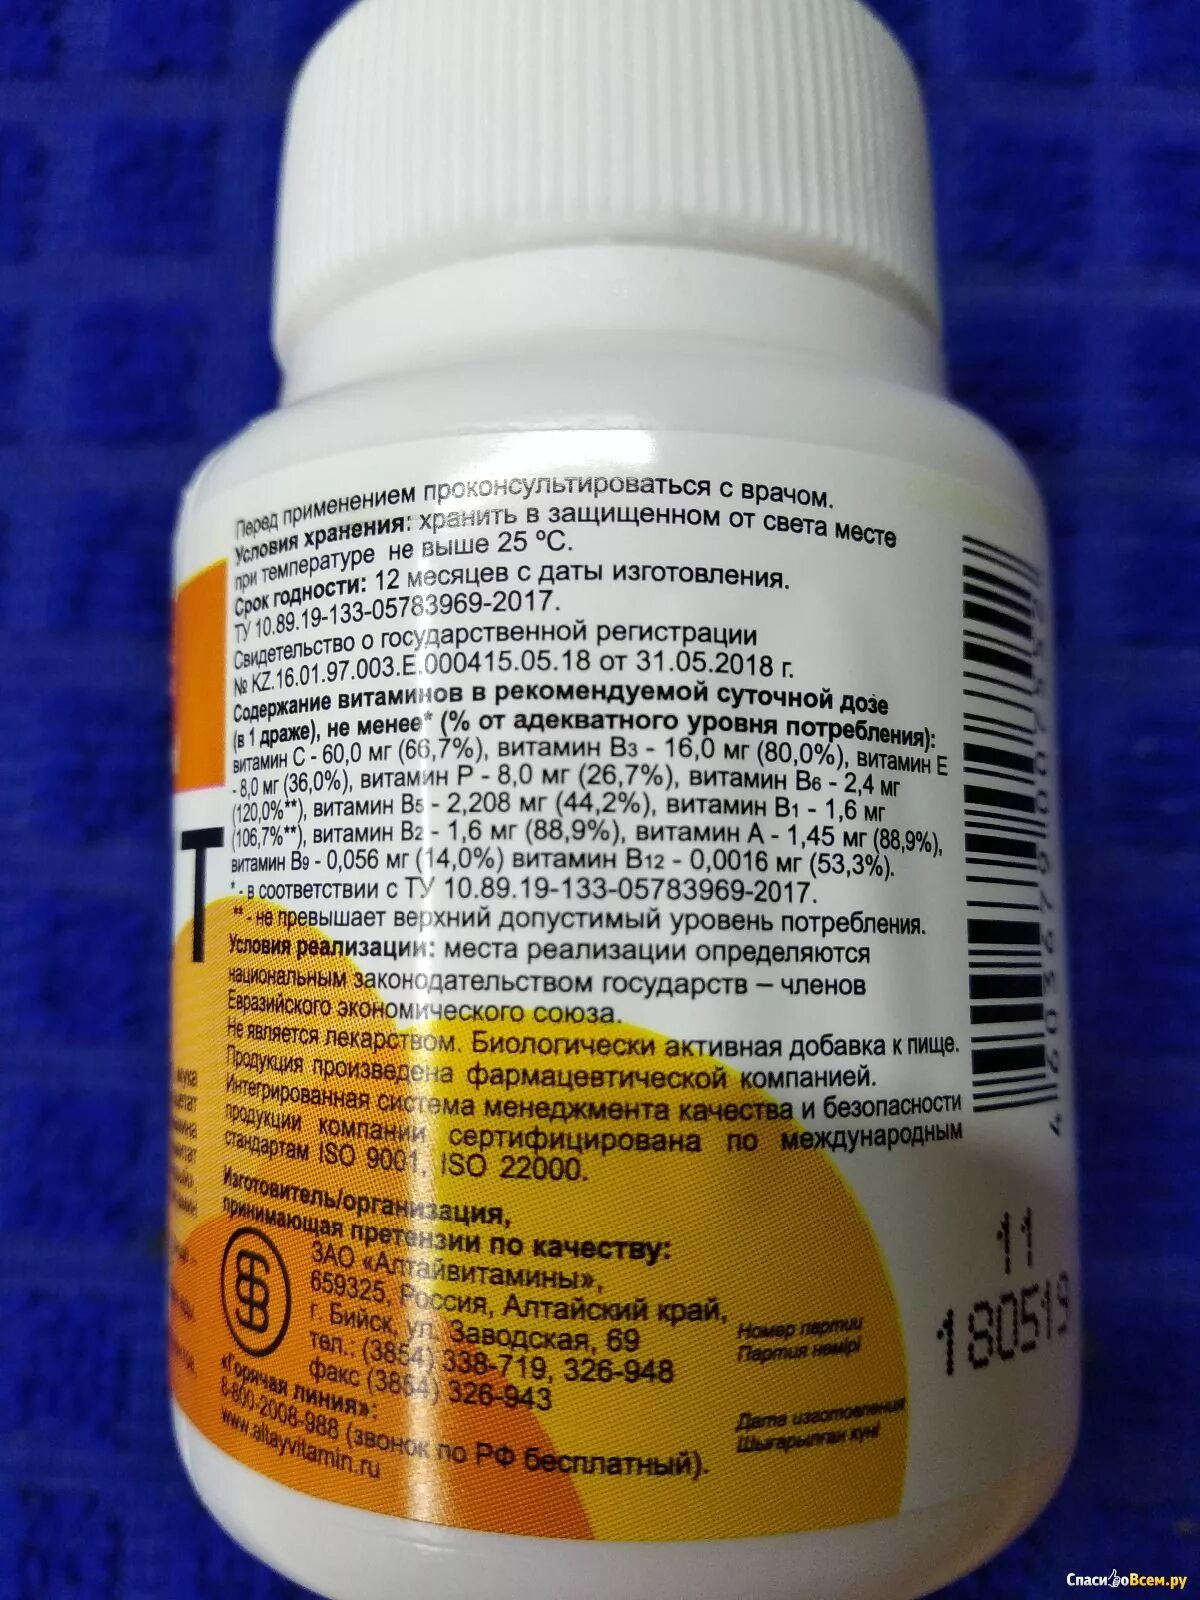 Перед применением проконсультироваться с врачом.
Условия хранения: хранить в защищенном от света месте
при температуре не выше 25 ºС.
Срок годности: 12 месяцев с даты изготовления.
ТУ 10.89.19-133-05783969-2017.
Свидетельство о государственной регистрации
№ KZ.16.01.97.003.E.000415.05.18 от 31.05.2018 г.
Содержание витаминов в рекомендуемой суточной дозе
(в 1 драже), не менее* (% от адекватного уровня потребления):
витамин С - 60,0 мг (66,7%), витамин В3 - 16,0 мг (80,0%), витамин Е
- 8,0 мг (36,0%), витамин Р - 8,0 мг (26,7%), витамин В6 - 2,4 мг
(120,0%**), витамин В5 - 2,208 мг (44,2%), витамин В1 - 1,6 мг
(106,7%**), витамин В2 - 1,6 мг (88,9%), витамин А - 1,45 мг (88,9%),
витамин В9 - 0,056 мг (14,0%) витамин В12 - 0,0016 мг (53,3%).
* - в соответствии с ТУ 10.89.19-133-05783969-2017.
** - не превышает верхний допустимый уровень потребления.
Условия реализации: места реализации определяются
национальным законодательством государств – членов
Евразийского экономического союза.
Не является лекарством. Биологически активная добавка к пище.
Продукция произведена фармацевтической компанией.
Интегрированная система менеджмента качества и безопасности
продукции компании сертифицирована по международным
стандартам ISO 9001, ISO 22000.
Изготовитель/организация,
принимающая претензии по качеству:
ЗАО «Алтайвитамины»,
659325, Россия, Алтайский край,
г. Бийск, ул. Заводская, 69
тел.: (3854) 338-719, 326-948
факс (3854) 326-943
«Горячая линия»:
8-800-2008-988 (звонок по РФ бесплатный).
www.altayvitamin.ru
Номер партии
Партия нөмірі
Дата изготовления
Шығарылған күні
11
180519
Т
СпасибоВсем.ру